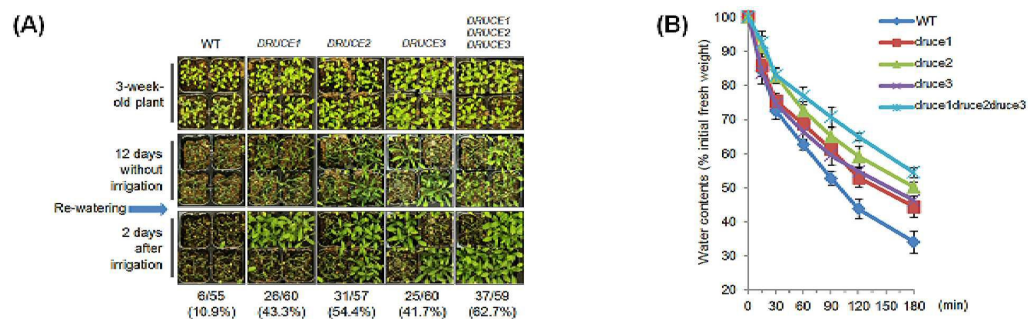 (A)
WT
DRUCE1
DRUCE2
DRUCE3
DRUCE1
DRUCE2
DRUCE3
3-week-
old plant
12 days
without
irrigation
Re-watering
2 days
after
irrigation
6/55
26/60
31/57
25/60
37/59
(10.9%)
(43.3%)
(54.4%)
(41.7%)
(62.7%)
(B)
Water contents (% initial fresh weight)
100
90
80
70
60
50
40
30
20
0
30
60
90
120
150
180
(min)
WT
druce1
druce2
druce3
druce1druce2druce3